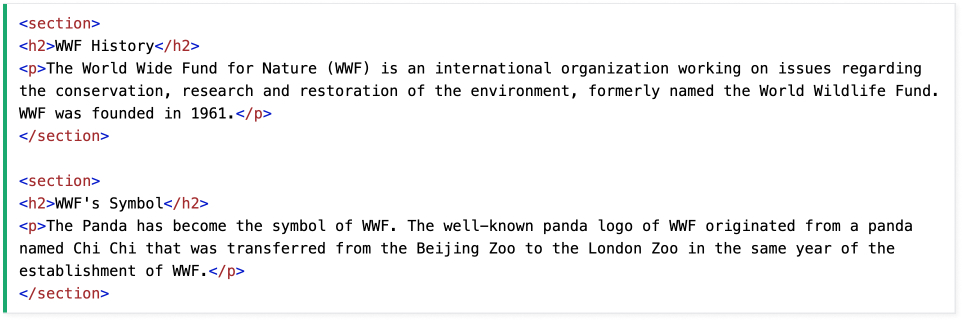 <section>
<h2>WWF History</h2>
<p>The World Wide Fund for Nature (WWF) is an international organization working on issues regarding
the conservation, research and restoration of the environment, formerly named the World Wildlife Fund.
WWF was founded in 1961.</p>
</section>

<section>
<h2>WWF's Symbol</h2>
<p>The Panda has become the symbol of WWF. The well-known panda logo of WWF originated from a panda
named Chi Chi that was transferred from the Beijing Zoo to the London Zoo in the same year of the
establishment of WWF.</p>
</section>